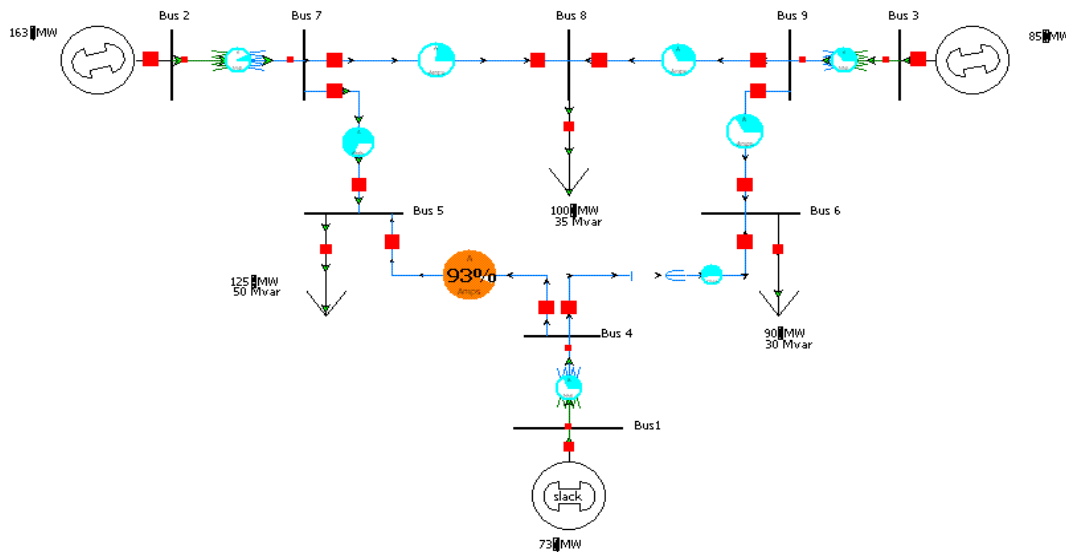 Bus 2
Bus 7
Bus 8
Bus 9
Bus 3
163 MW
85 MW
A
Amps
A
Amps
100 MW
35 Mvar
Bus 5
Bus 6
A
93%
Amps
125 MW
50 Mvar
Bus 4
90 MW
30 Mvar
Bus1
slack
73 MW